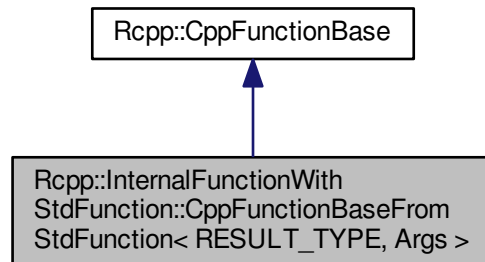 Rcpp::CppFunctionBase
Rcpp::InternalFunctionWith
StdFunction::CppFunctionBaseFrom
StdFunction< RESULT_TYPE, Args >